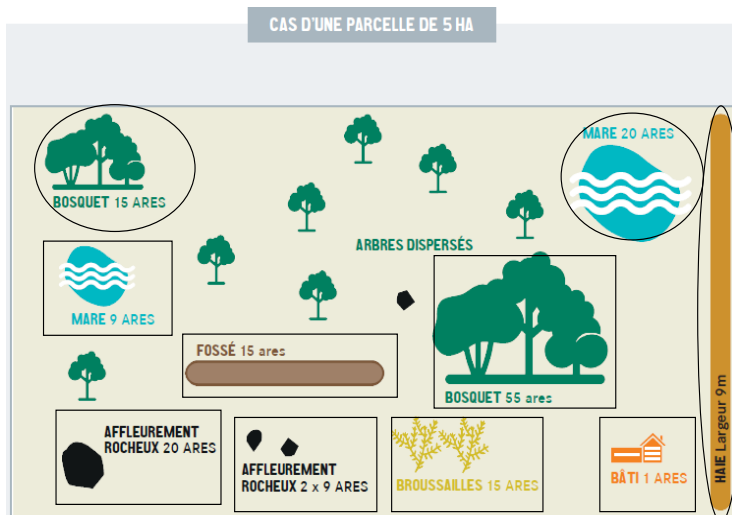 CAS D'UNE PARCELLE DE 5 HA
MARE 20 ARES
BOSQUET 15 ARES
ARBRES DISPERSÉS
MARE 9 ARES
FOSSÉ 15 ares
BOSQUET 55 ares
HAIE Largeur 9m
AFFLEUREMENT
ROCHEUX 20 ARES
AFFLEUREMENT
ROCHEUX 2 x 9 ARES
BROUSSAILLES 15 ARES
BÂTI 1 ARES